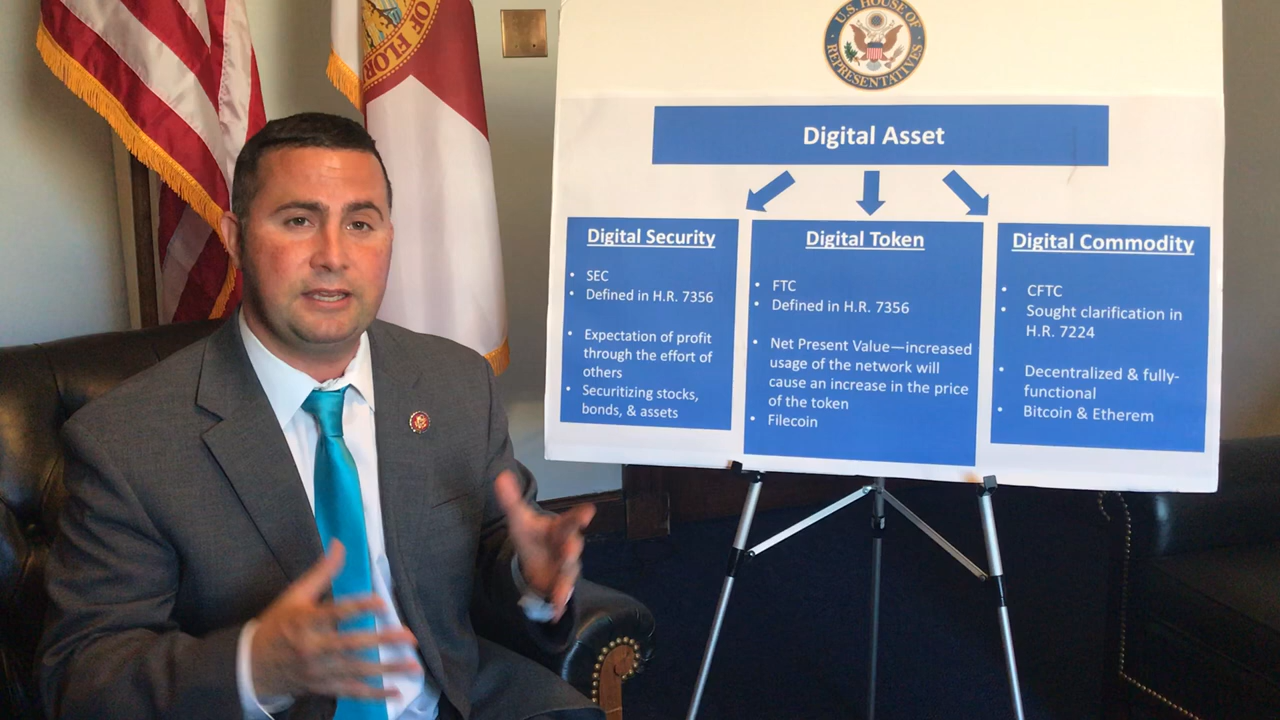 OF FLOR
U.S. HOUSE OF
REPRESENTATIVES
Digital Asset
Digital Security
• SEC
• Defined in H.R. 7356
• Expectation of profit
through the effort of
others
• Securitizing stocks,
bonds, & assets
Digital Token
• FTC
• Defined in H.R. 7356
• Net Present Value—increased
usage of the network will
cause an increase in the price
of the token
• Filecoin
Digital Commodity
• CFTC
• Sought clarification in
H.R. 7224
• Decentralized & fully-
functional
• Bitcoin & Etherem